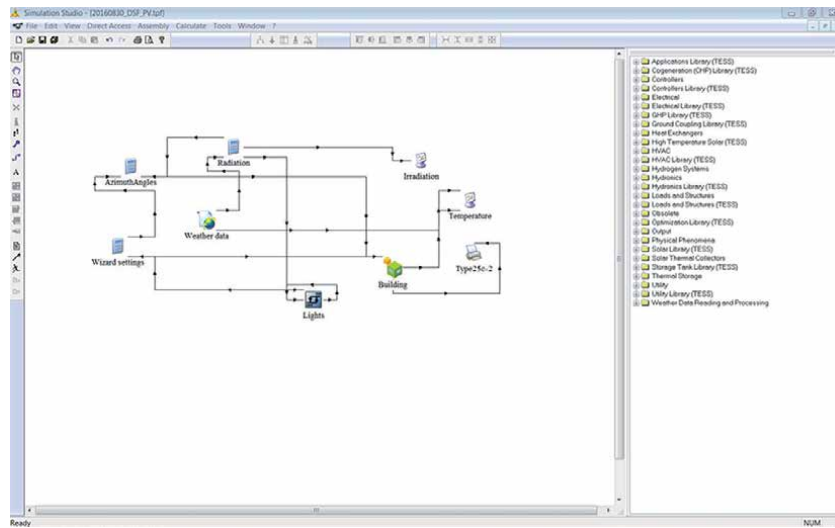 Simulation Studio - (20160830_DSF_PV.tpf)
File Edit View Direct Access Assembly Calculate Tools Window ?
Radiation
Irradiation
AzimuthAngles
Temperature
Weather data
Wizard settings
Building
Type25c-2
Lights
Applications Library (TESS)
Cogeneration (CHP) Library (TESS)
Controllers
Controllers Library (TESS)
Electrical
Electrical Library (TESS)
GHP Library (TESS)
Ground Coupling Library (TESS)
Heat Exchangers
High Temperature Solar (TESS)
HVAC
HVAC Library (TESS)
Hydrogen Systems
Hydronics
Hydronics Library (TESS)
Loads and Structures
Loads and Structures (TESS)
Obsolete
Optimization Library (TESS)
Output
Physical Phenomena
Solar Library (TESS)
Solar Thermal Collectors
Storage Tank Library (TESS)
Thermal Storage
Utility
Utility Library (TESS)
Weather Data Reading and Processing
Ready
NUM